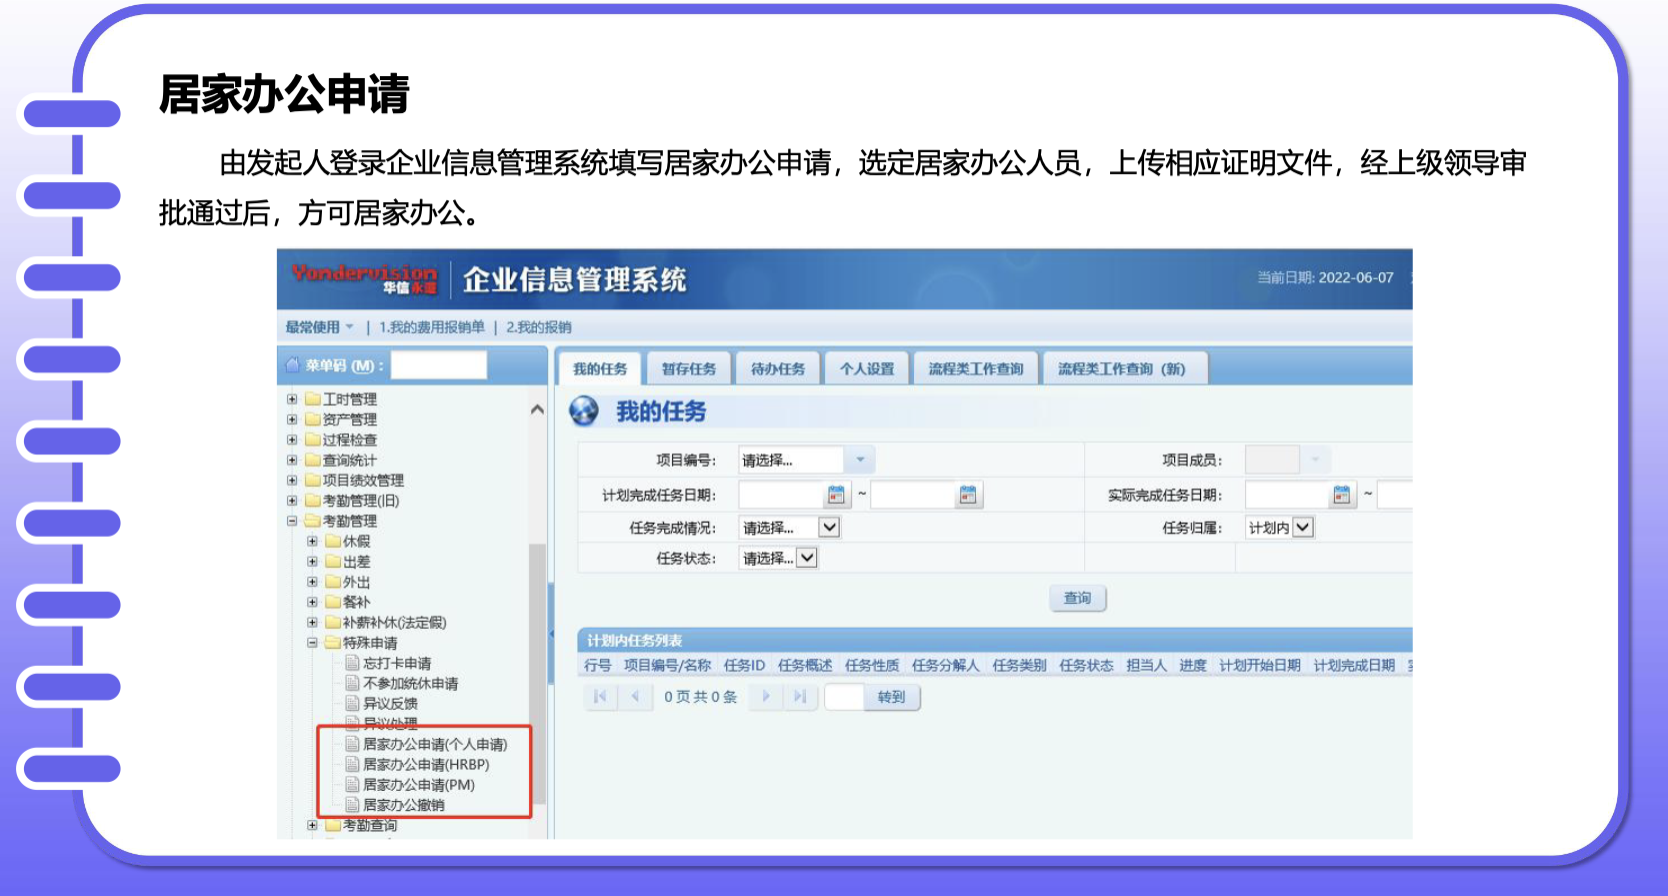 居家办公申请
由发起人登录企业信息管理系统填写居家办公申请，选定居家办公人员，上传相应证明文件，经上级领导审
批通过后，方可居家办公。
Yondervision
华信永道
企业信息管理系统
当前日期: 2022-06-07
最常使用 | 1.我的费用报销单 | 2.我的报销
菜单码 (M)：
我的任务 暂存任务 待办任务 个人设置 流程类工作查询 流程类工作查询（新）
工时管理
资产管理
过程检查
查询统计
项目绩效管理
考勤管理(旧)
考勤管理
休假
出差
外出
餐补
补薪补休(法定假)
特殊申请
忘打卡申请
不参加统休申请
异议反馈
异议处理
居家办公申请(个人申请)
居家办公申请(HRBP)
居家办公申请(PM)
居家办公撤销
考勤查询
我的任务
项目编号： 请选择... 项目成员：
计划完成任务日期： ~ 实际完成任务日期： ~
任务完成情况： 请选择... 任务归属： 计划内
任务状态： 请选择...
查询
计划内任务列表
行号 项目编号/名称 任务ID 任务概述 任务性质 任务分解人 任务类别 任务状态 担当人 进度 计划开始日期 计划完成日期
0 页 共 0 条 转到